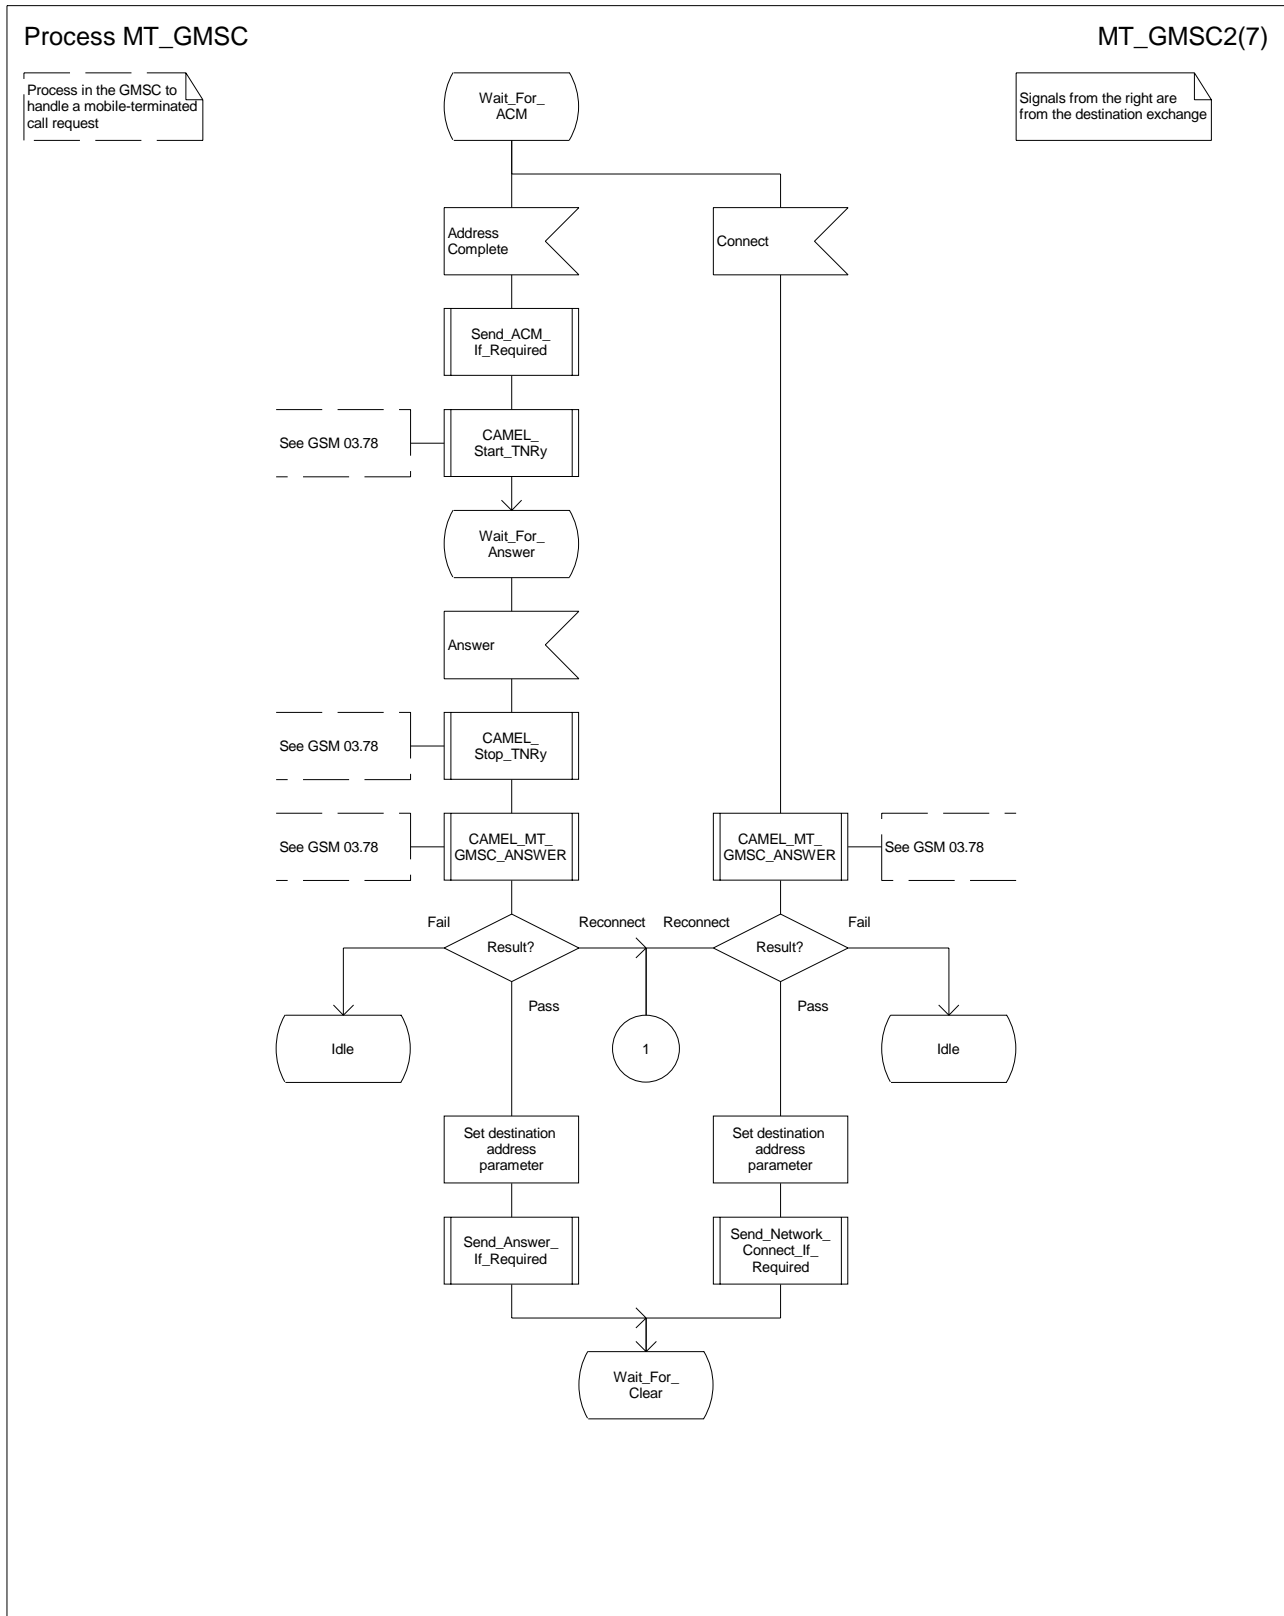 Process MT_GMSC
MT_GMSC2(7)
Process in the GMSC to
handle a mobile-terminated
call request
Signals from the right are
from the destination exchange
Wait_For_
ACM
Address
Complete
Connect
Send_ACM_
If_Required
See GSM 03.78
CAMEL_
Start_TNRy
Wait_For_
Answer
Answer
See GSM 03.78
CAMEL_
Stop_TNRy
See GSM 03.78
CAMEL_MT_
GMSC_ANSWER
CAMEL_MT_
GMSC_ANSWER
See GSM 03.78
Fail
Result?
Reconnect
Reconnect
Result?
Fail
Pass
Pass
Idle
1
Idle
Set destination
address
parameter
Set destination
address
parameter
Send_Answer_
If_Required
Send_Network_
Connect_If_
Required
Wait_For_
Clear